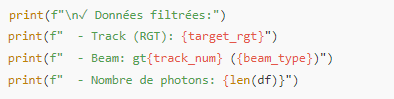 print(f"\n✓ Données filtrées:")
print(f"  - Track (RGT): {target_rgt}")
print(f"  - Beam: gt{track_num} ({beam_type})")
print(f"  - Nombre de photons: {len(df)}")